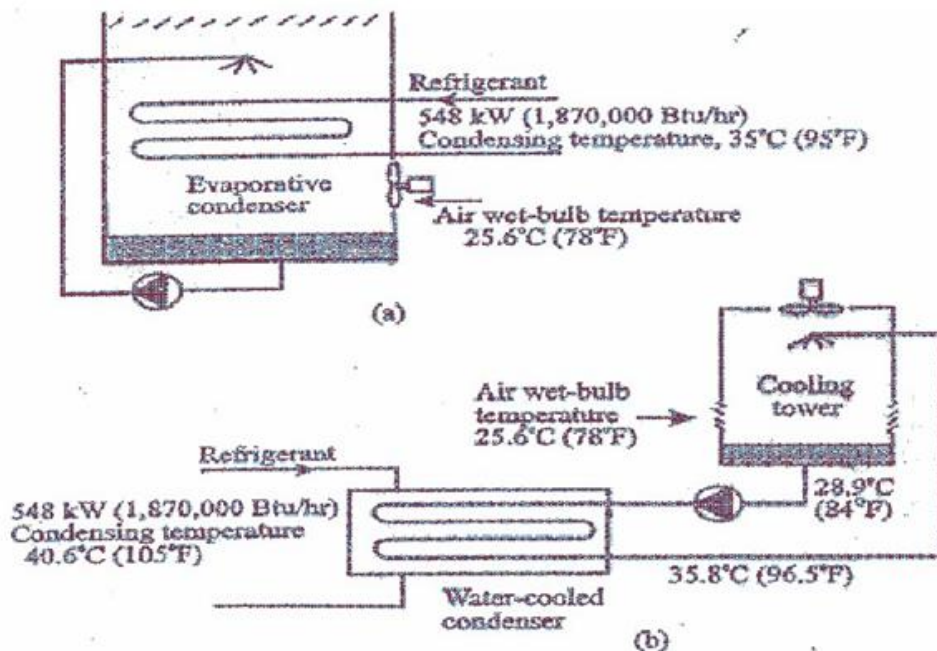 Refrigerant
548 kW (1,870,000 Btu/hr)
Condensing temperature, 35°C (95°F)
Evaporative
condenser
Air wet-bulb temperature
25.6°C (78°F)
(a)
Air wet-bulb
temperature
25.6°C (78°F)
Cooling
tower
Refrigerant
28.9°C
(84°F)
548 kW (1,870,000 Btu/hr)
Condensing temperature
40.6°C (105°F)
35.8°C (96.5°F)
Water-cooled
condenser
(b)